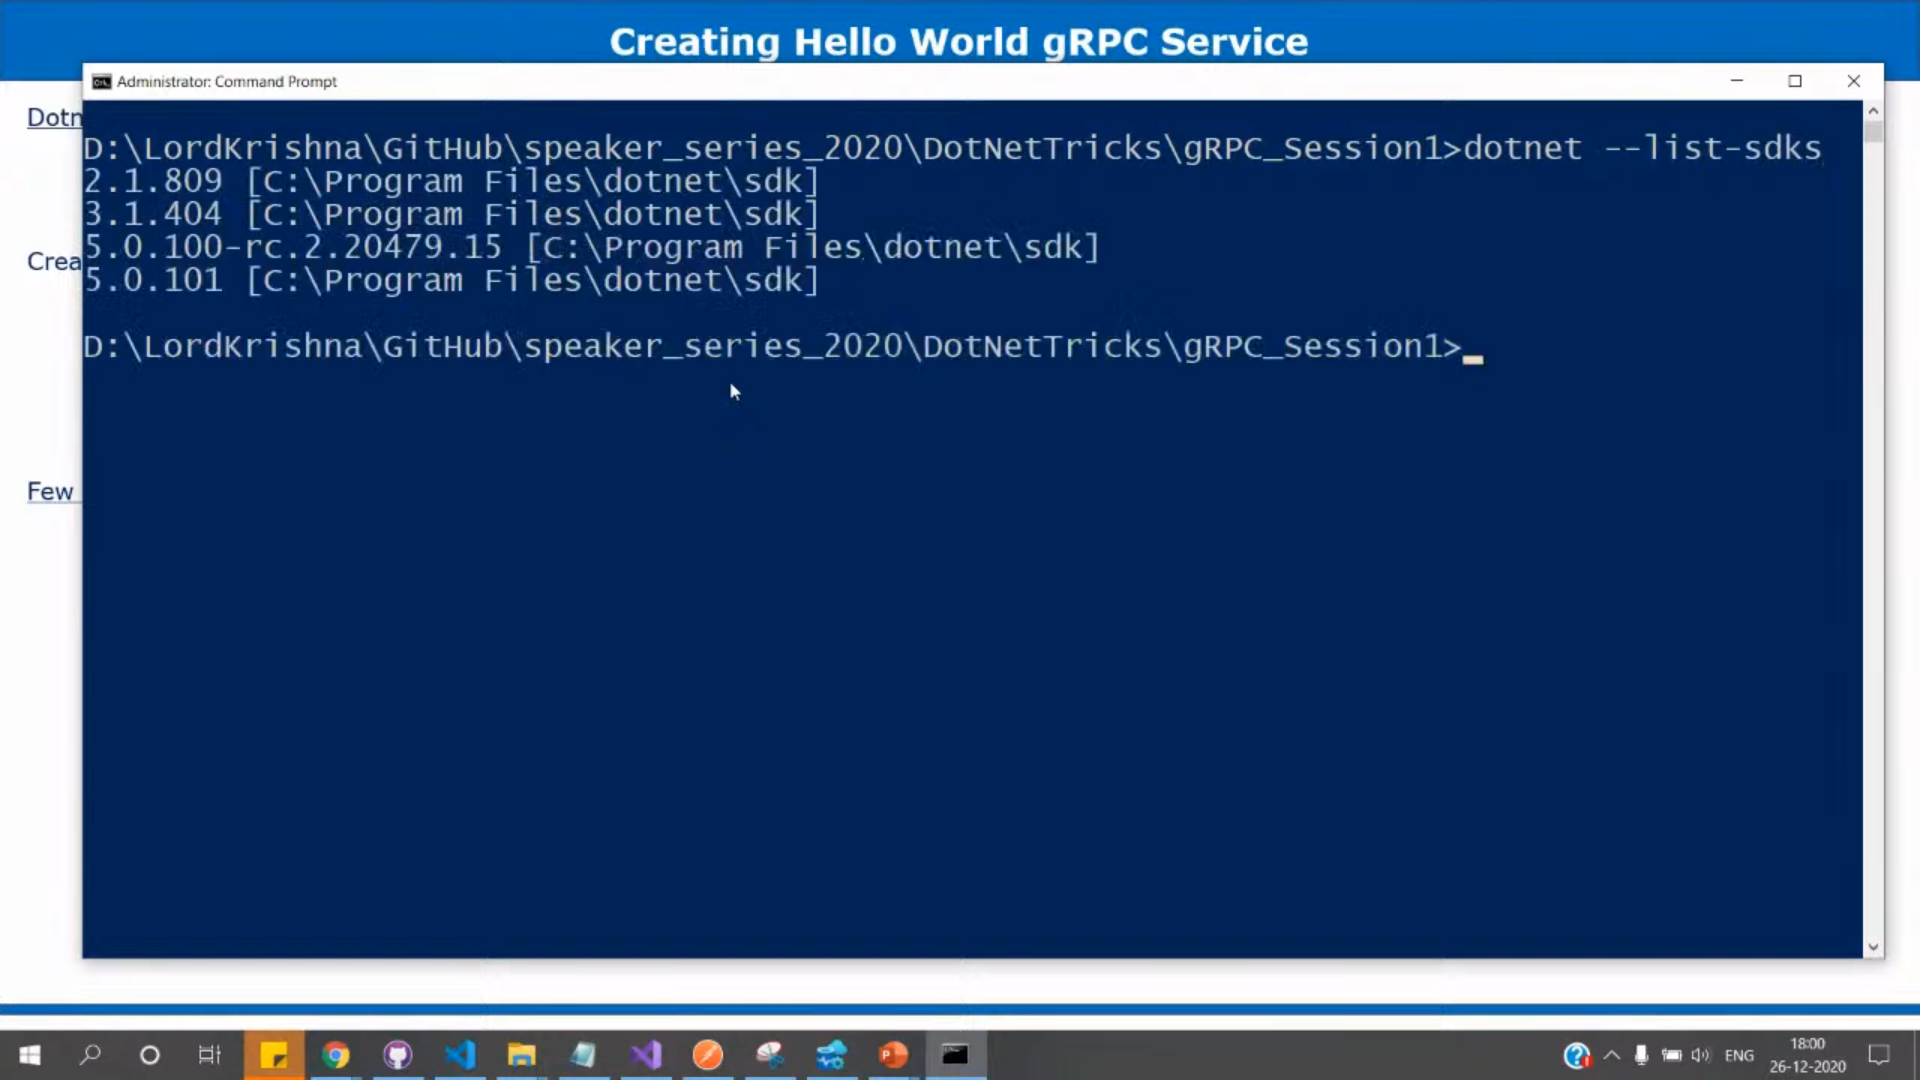 Creating Hello World gRPC Service
Administrator: Command Prompt
Dotn
Crea
Few
D:\LordKrishna\GitHub\speaker_series_2020\DotNetTricks\gRPC_Session1>dotnet --list-sdks
2.1.809 [C:\Program Files\dotnet\sdk]
3.1.404 [C:\Program Files\dotnet\sdk]
5.0.100-rc.2.20479.15 [C:\Program Files\dotnet\sdk]
5.0.101 [C:\Program Files\dotnet\sdk]
D:\LordKrishna\GitHub\speaker_series_2020\DotNetTricks\gRPC_Session1>
ENG
18:00
26-12-2020